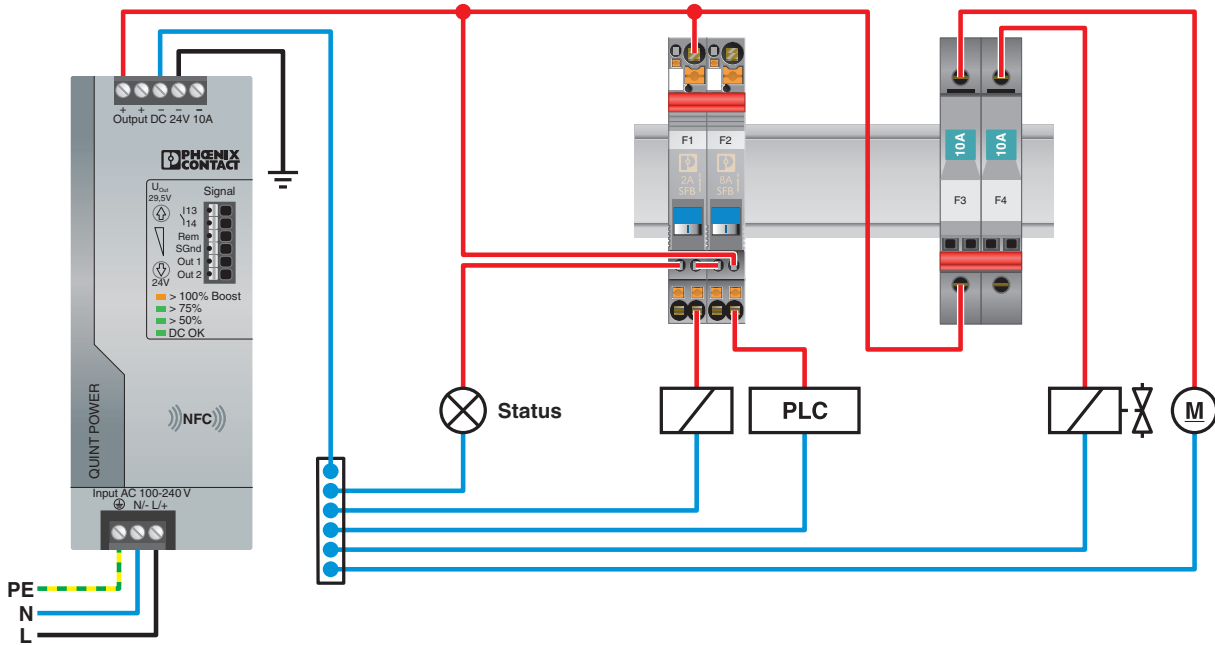 + + – – –
Output DC 24V 10A
PHŒNIX
CONTACT
U Out
29,5V
Signal
I13
14
Rem
SGnd
Out 1
Out 2
24V
> 100% Boost
> 75%
> 50%
DC OK
QUINT POWER
NFC
Input AC 100-240 V
N/- L/+
PE
N
L
F1
F2
2A
SFB
8A
SFB
I
I
10A
10A
F3
F4
Status
PLC
M